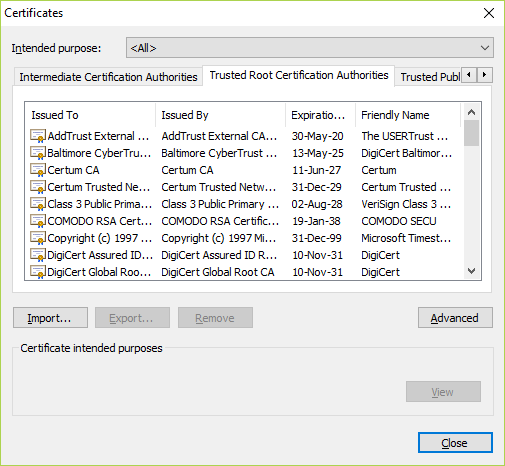 Certificates
Intended purpose: <All>
Intermediate Certification Authorities Trusted Root Certification Authorities Trusted Publ
Issued To Issued By Expiratio... Friendly Name
AddTrust External ... AddTrust External CA... 30-May-20 The USERTrust ...
Baltimore CyberTru... Baltimore CyberTrus... 13-May-25 DigiCert Baltimor...
Certum CA Certum CA 11-Jun-27 Certum
Certum Trusted Ne... Certum Trusted Netw... 31-Dec-29 Certum Trusted ...
Class 3 Public Prima... Class 3 Public Primary ... 02-Aug-28 VeriSign Class 3 ...
COMODO RSA Cert... COMODO RSA Certific... 19-Jan-38 COMODO SECU
Copyright (c) 1997 ... Copyright (c) 1997 Mi... 31-Dec-99 Microsoft Timest...
DigiCert Assured ID ... DigiCert Assured ID R... 10-Nov-31 DigiCert
DigiCert Global Roo... DigiCert Global Root CA 10-Nov-31 DigiCert
Import... Export... Remove Advanced
Certificate intended purposes
View
Close